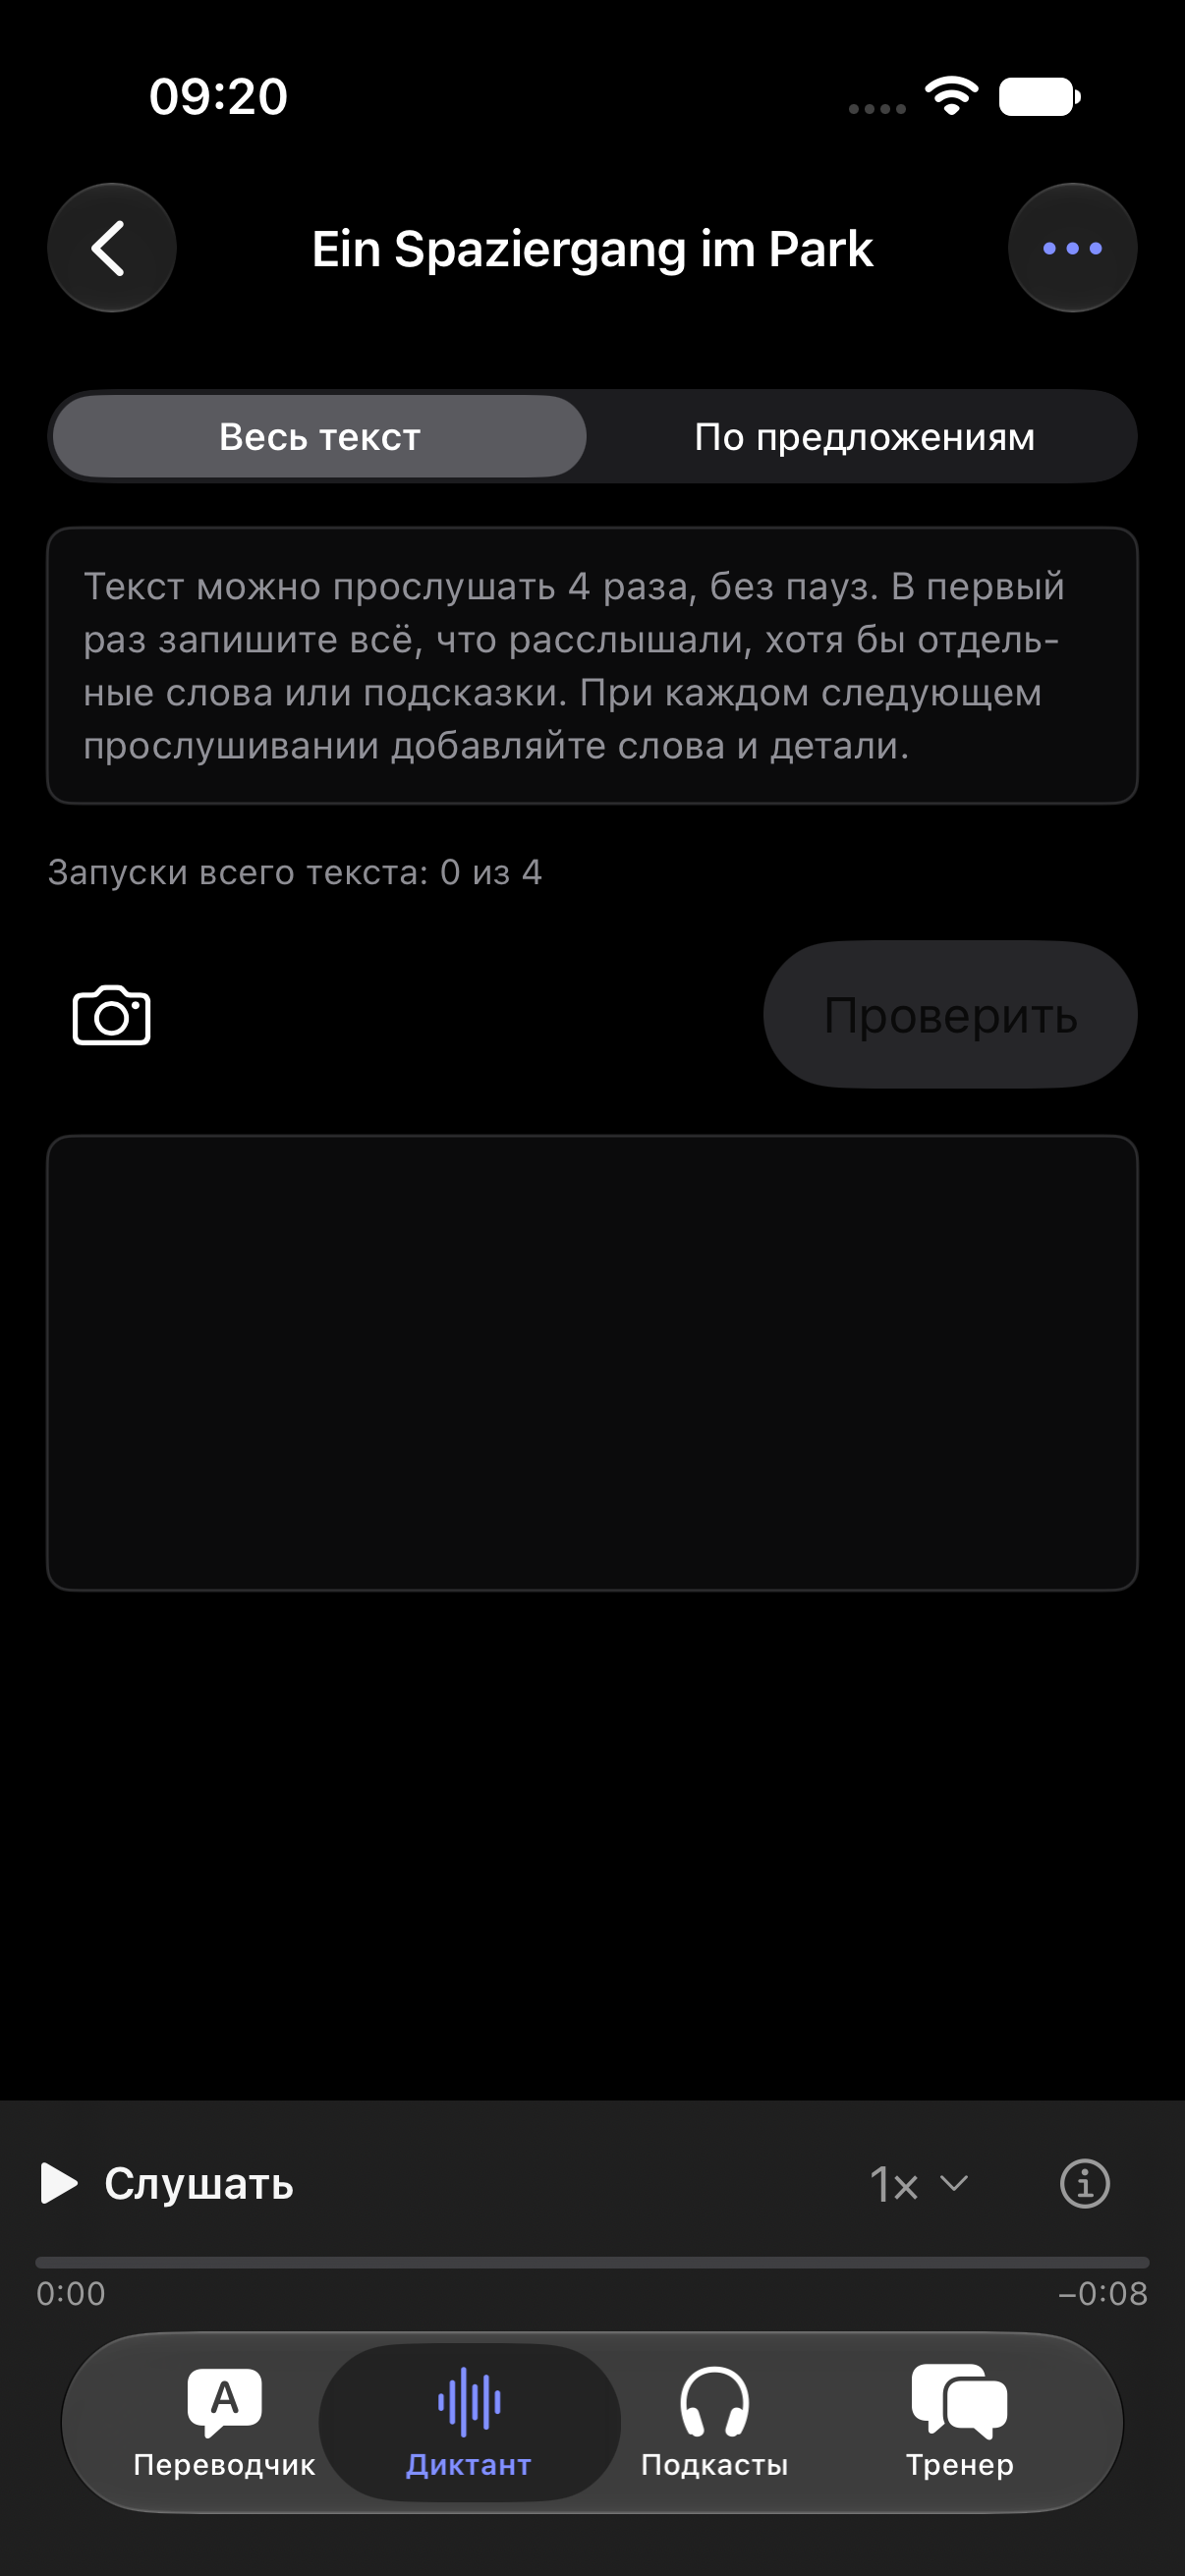 09:20
Ein Spaziergang im Park
Весь текст
По предложениям
Текст можно прослушать 4 раза, без пауз. В первый
раз запишите всё, что расслышали, хотя бы отдель-
ные слова или подсказки. При каждом следующем
прослушивании добавляйте слова и детали.
Запуски всего текста: 0 из 4
Проверить
Слушать
1×
0:00
–0:08
Переводчик
Диктант
Подкасты
Тренер